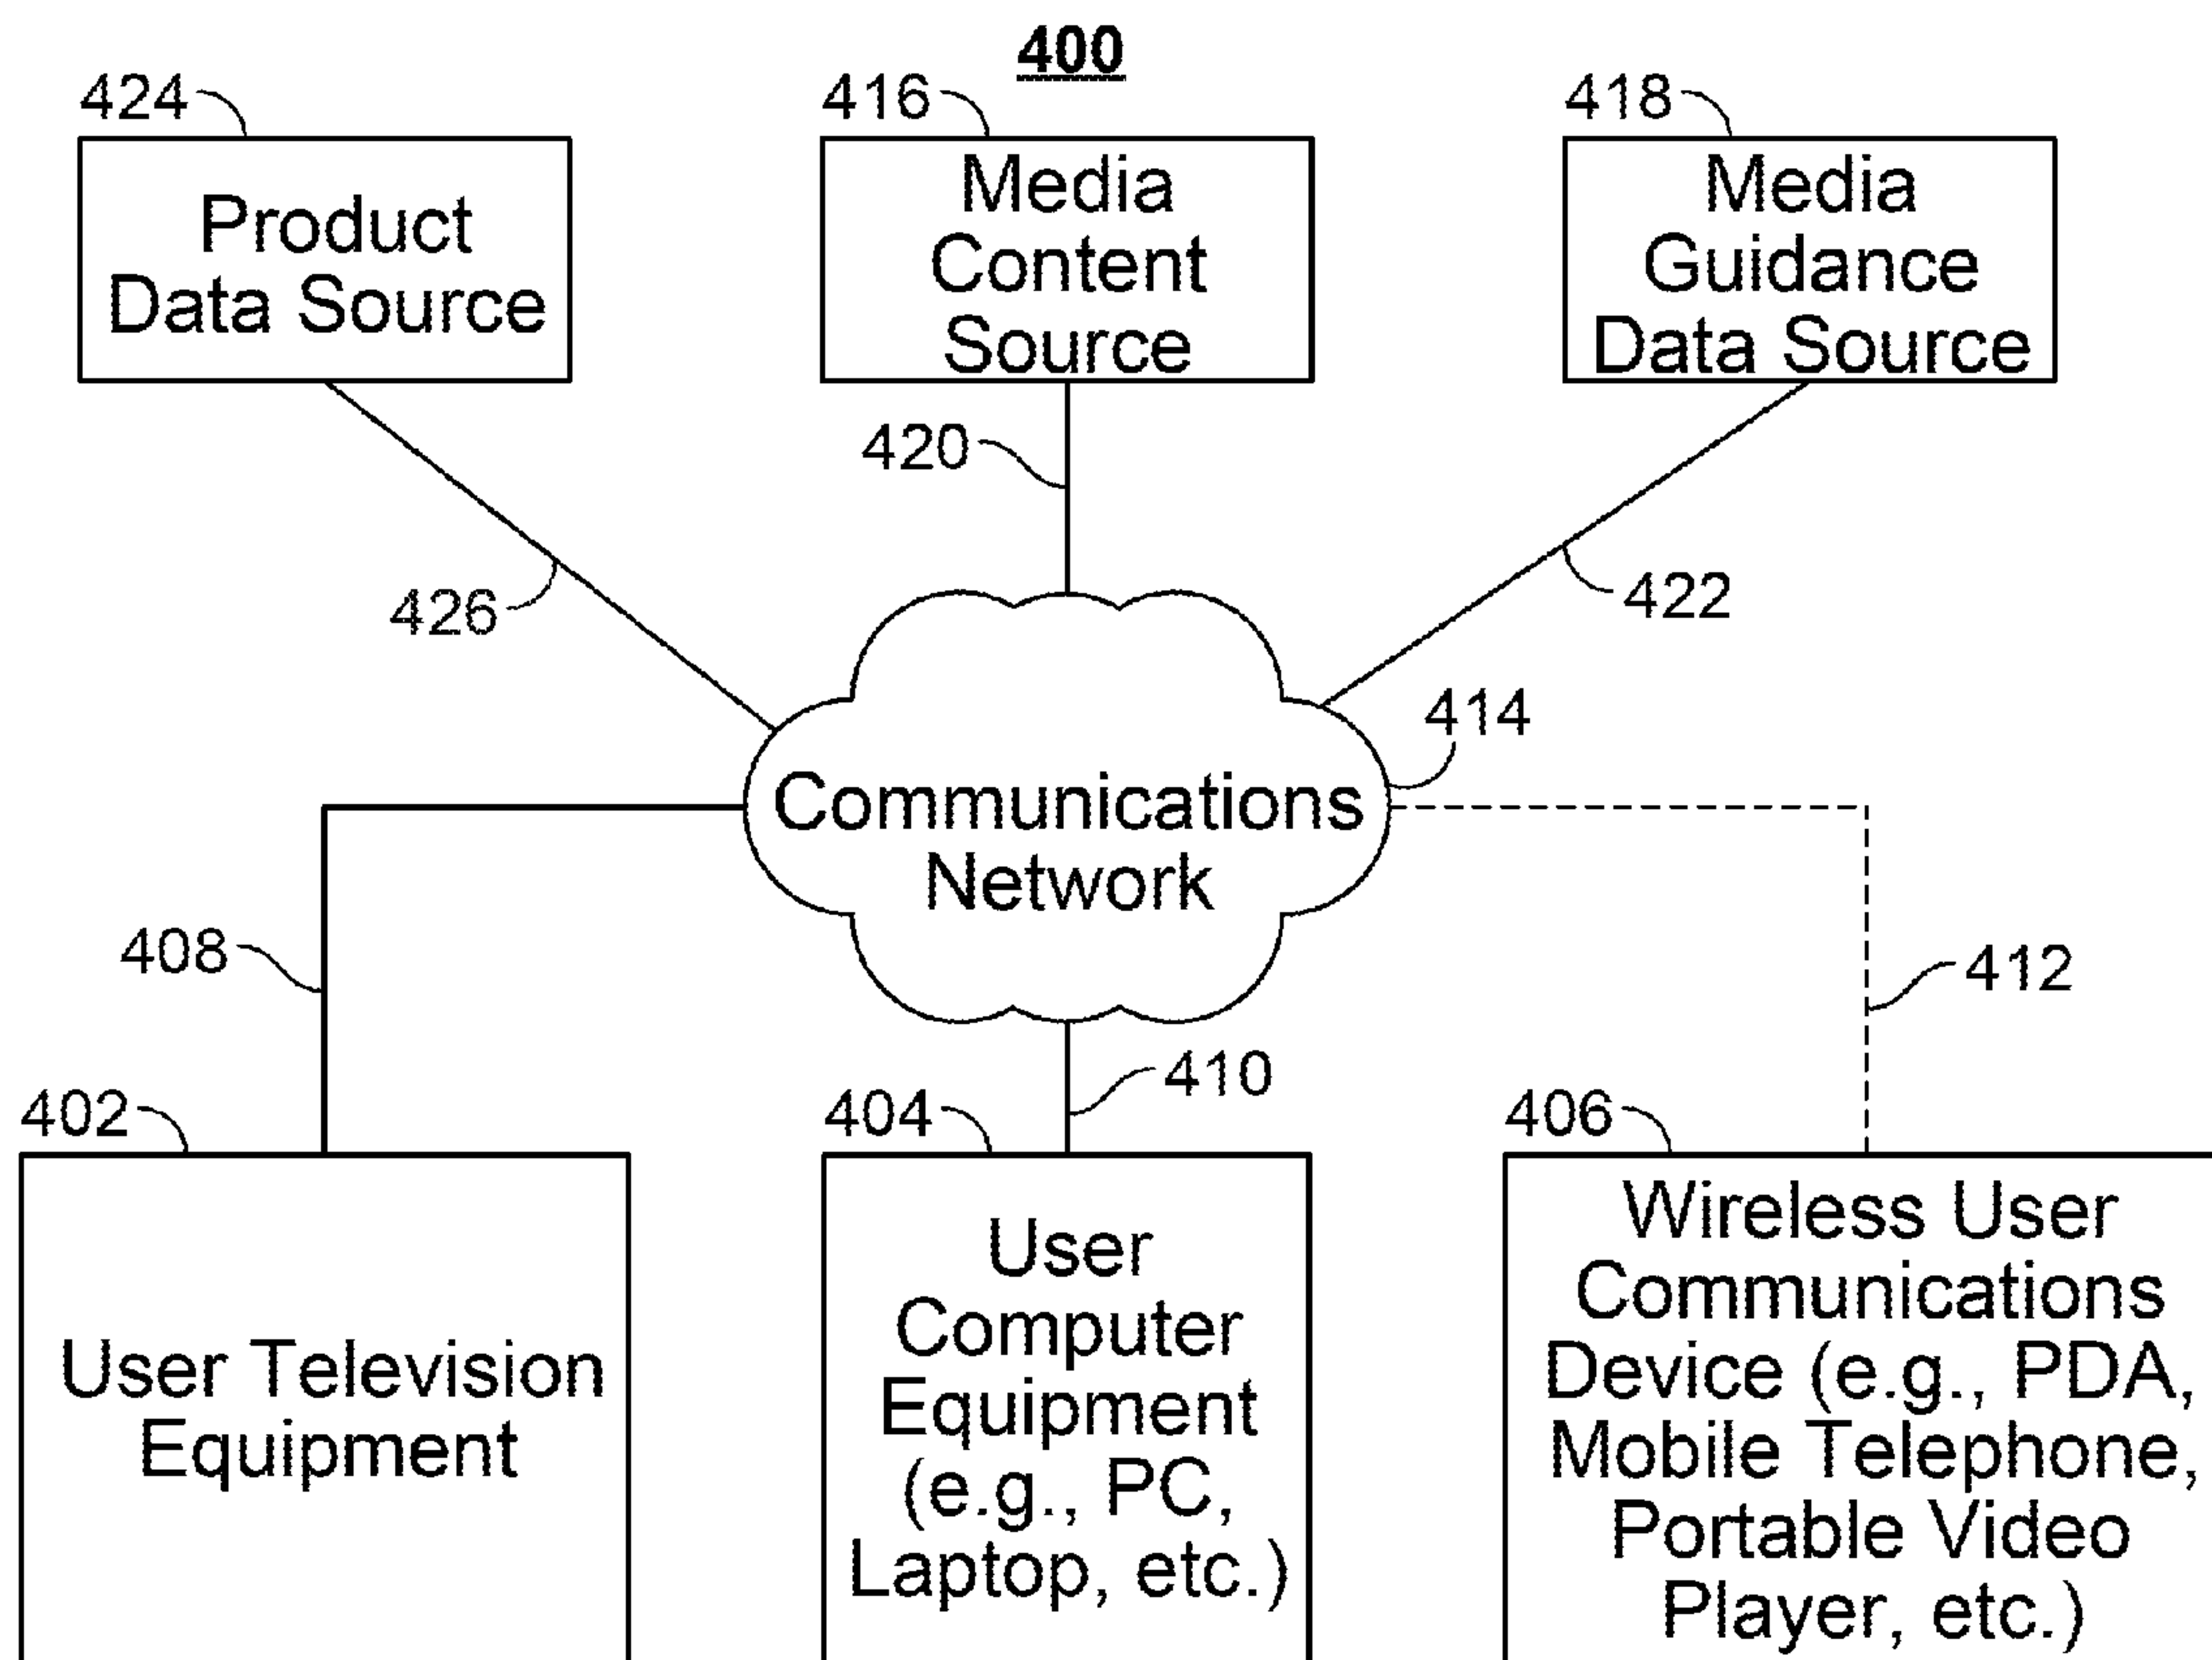 400
424
416
418
Product
Data Source
Media
Content
Source
Media
Guidance
Data Source
420
426
422
414
Communications
Network
408
412
410
402
404
406
User Television
Equipment
User
Computer
Equipment
(e.g., PC,
Laptop, etc.)
Wireless User
Communications
Device (e.g., PDA,
Mobile Telephone,
Portable Video
Player, etc.)